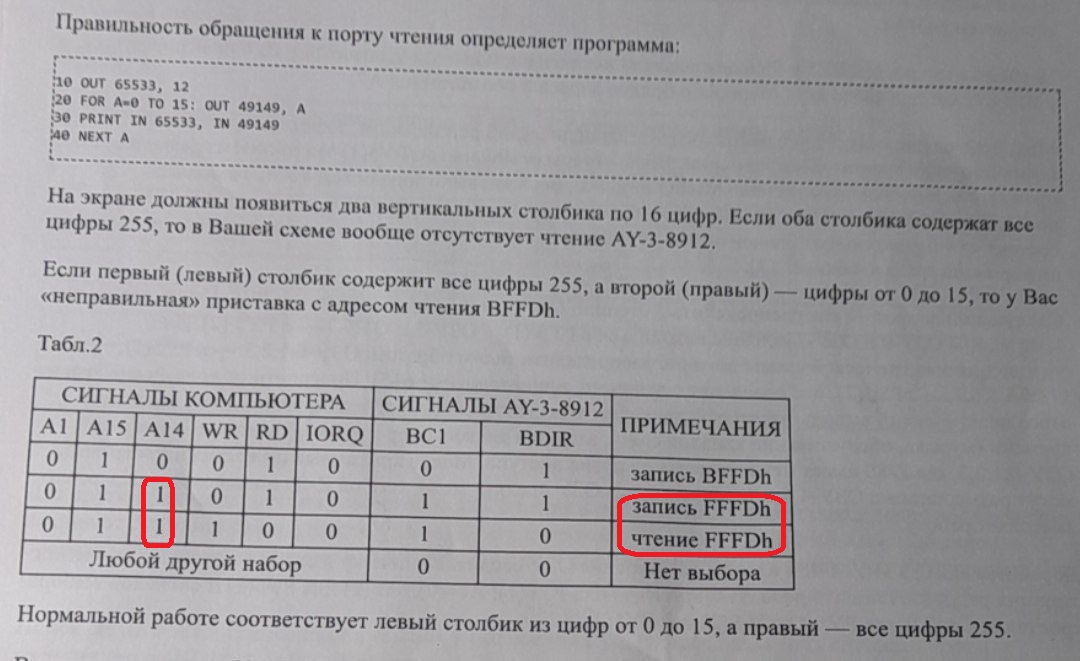 Правильность обращения к порту чтения определяет программа:
10 OUT 65533, 12
20 FOR A=0 TO 15: OUT 49149, A
30 PRINT IN 65533, IN 49149
40 NEXT A
На экране должны появиться два вертикальных столбика по 16 цифр. Если оба столбика содержат все
цифры 255, то в Вашей схеме вообще отсутствует чтение AY-3-8912.
Если первый (левый) столбик содержит все цифры 255, а второй (правый) — цифры от 0 до 15, то у Вас
«неправильная» приставка с адресом чтения BFFDh.
Табл.2
СИГНАЛЫ КОМПЬЮТЕРА СИГНАЛЫ AY-3-8912 ПРИМЕЧАНИЯ
A1 A15 A14 WR RD IORQ BC1 BDIR
0 1 0 0 1 0 0 1 запись BFFDh
0 1 1 0 1 0 1 1 запись FFFDh
0 1 1 1 0 0 1 0 чтение FFFDh
Любой другой набор 0 0 Нет выбора
Нормальной работе соответствует левый столбик из цифр от 0 до 15, а правый — все цифры 255.